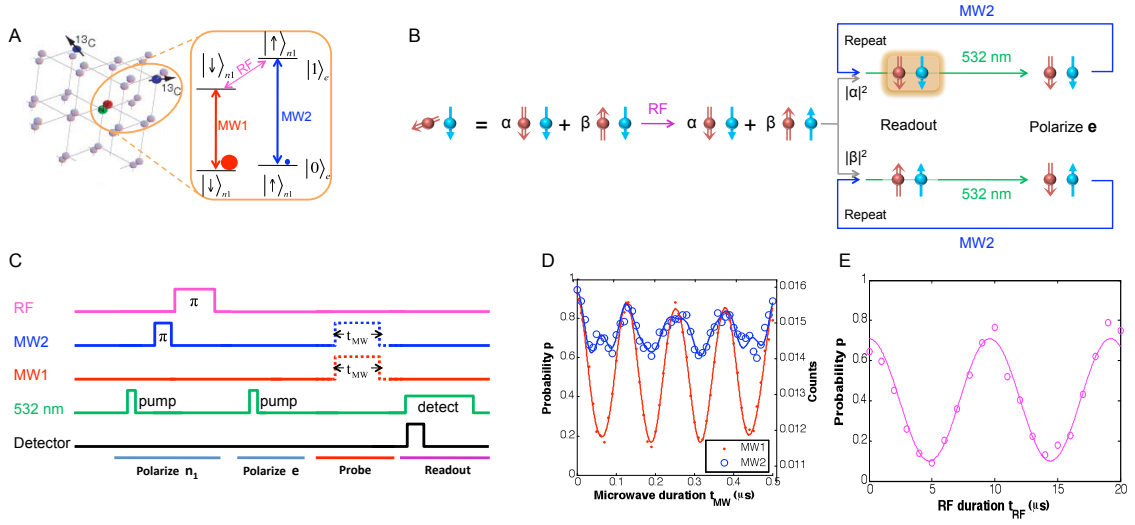 A
13C
13C
|↓⟩n1
RF
|↑⟩n1
|1⟩e
MW1
MW2
|0⟩e
|↓⟩n1
|↑⟩n1
B
= α + β
RF
α + β
MW2
Repeat
532 nm
|α|²
Readout
Polarize e
|β|²
532 nm
Repeat
MW2
C
RF
π
MW2
π
tMW
MW1
tMW
532 nm
pump
pump
detect
Detector
Polarize n1
Polarize e
Probe
Readout
D
Probability p
1
0.8
0.6
0.4
0.2
0
0 0.1 0.2 0.3 0.4 0.5
Microwave duration tMW (μs)
0.016
0.015
0.014
0.013
0.012
0.011
Counts
MW1
MW2
E
Probability p
1
0.8
0.6
0.4
0.2
0
0 5 10 15 20
RF duration tRF (μs)